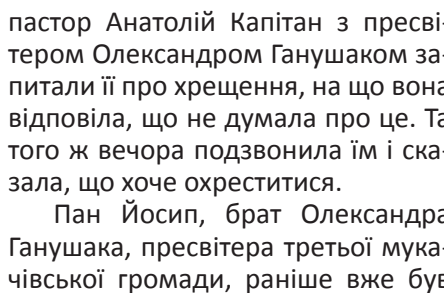 пастор Анатолій Капітан з пресві-
тером Олександром Ганушаком за-
питали її про хрещення, на що вона
відповіла, що не думала про це. Та
того ж вечора подзвонила їм і ска-
зала, що хоче охреститися.
Пан Йосип, брат Олександра
Ганушака, пресвітера третьої мука-
чівської громади, раніше вже був